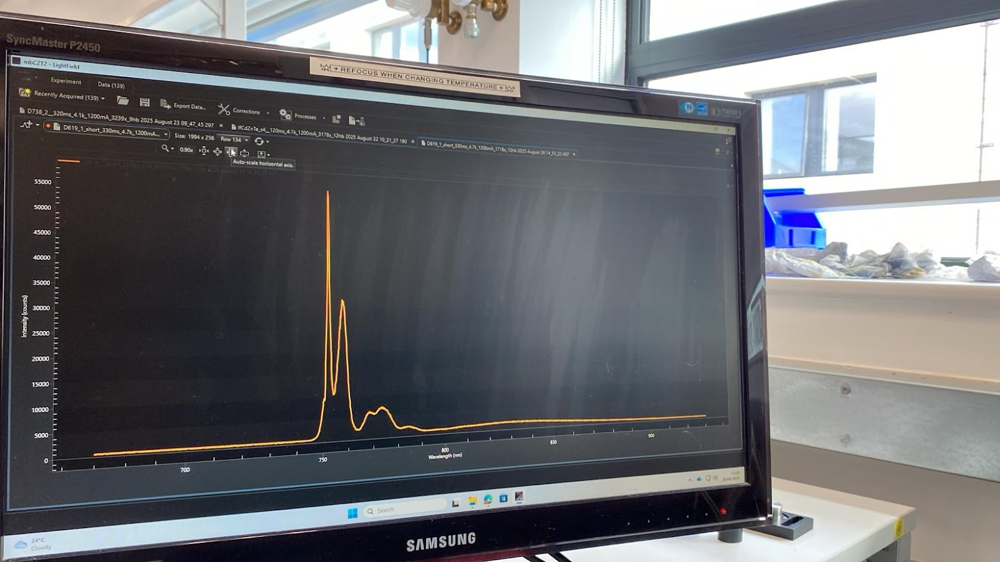 SyncMaster P2450
→ REFOCUS WHEN CHANGING TEMPERATURE ←
mbCZT2 - LightField
Experiment
Data (139)
Recently Acquired (139)
Export Data...
Corrections
Processes
D738_2__320ms_4.1k_1200mA_3239x_9hb 2025 August 23 09_47_45 297
lfCdZnTe_s4__120ms_4.1k_1200mA_3178x_12hb 2025 August 22 10_31_27 190
D619_1_short_330ms_4.7k_1200mA_1718x_12hb 2025 August 26 14_52_22 407
D619_1_short_330ms_4.7k_1200mA...
Size: 1994 x 256
Row 134
0.90x
Auto-scale horizontal axis.
55000
50000
45000
40000
35000
30000
25000
20000
15000
10000
5000
0
Intensity (counts)
700
750
800
850
900
Wavelength (nm)
Search
24°C
Cloudy
SAMSUNG